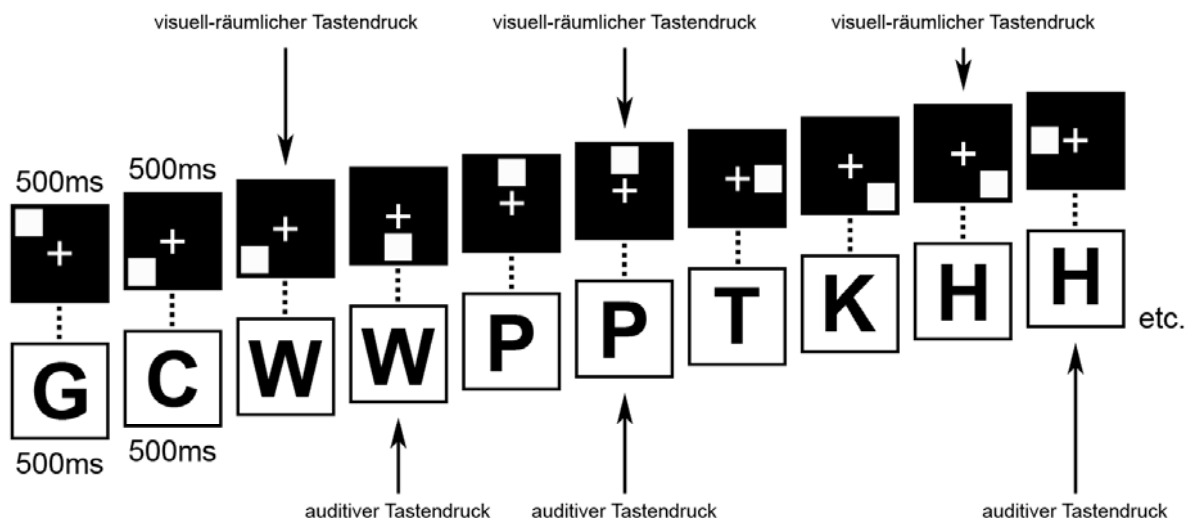 visuell-räumlicher Tastendruck visuell-räumlicher Tastendruck visuell-räumlicher Tastendruck
500ms 500ms
G C W W P P T K H H etc.
500ms 500ms
auditiver Tastendruck auditiver Tastendruck auditiver Tastendruck